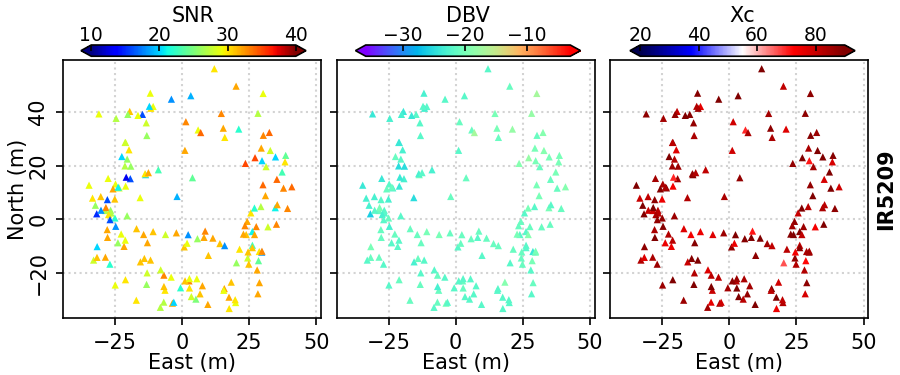 SNR DBV Xc
10 20 30 40 −30 −20 −10 20 40 60 80
North (m)
40
20
0
−20
IR5209
−25 0 25 50 −25 0 25 50 −25 0 25 50
East (m) East (m) East (m)